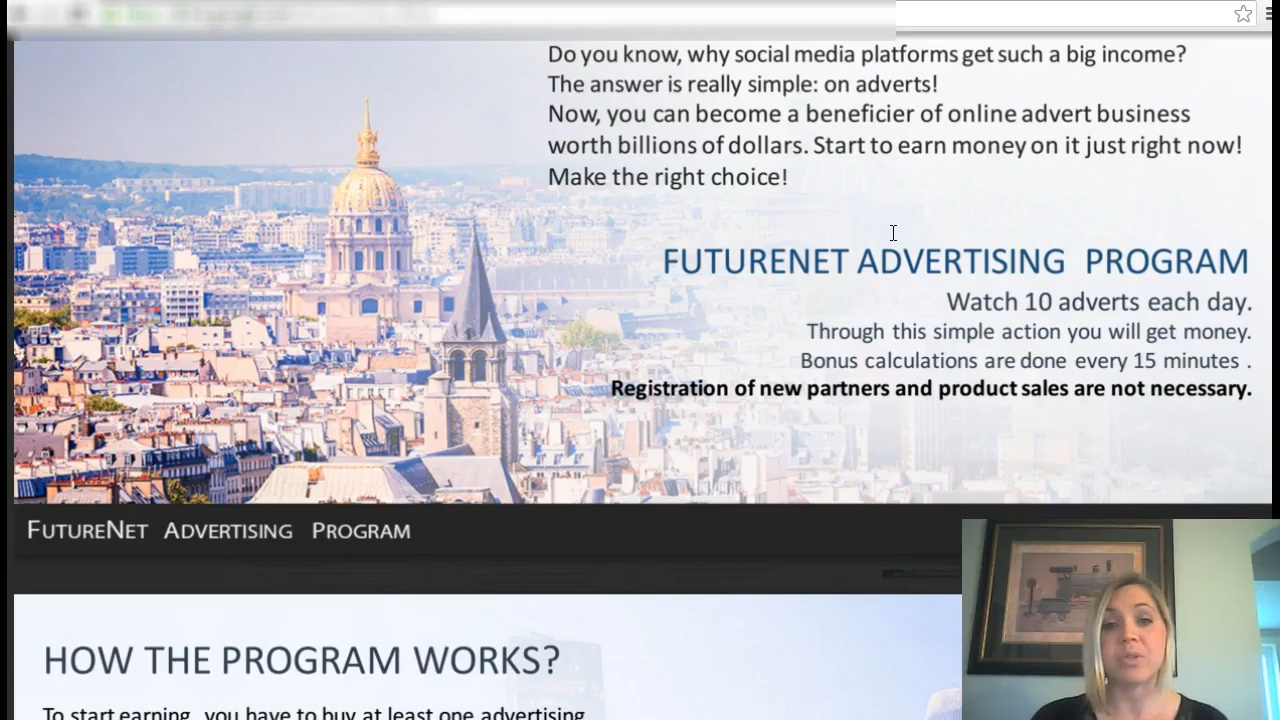 Do you know, why social media platforms get such a big income?
The answer is really simple: on adverts!
Now, you can become a beneficier of online advert business
worth billions of dollars. Start to earn money on it just right now!
Make the right choice!
FUTURENET ADVERTISING PROGRAM
Watch 10 adverts each day.
Through this simple action you will get money.
Bonus calculations are done every 15 minutes .
Registration of new partners and product sales are not necessary.
FUTURENET ADVERTISING PROGRAM
HOW THE PROGRAM WORKS?
To start earning, you have to buy at least one advertising